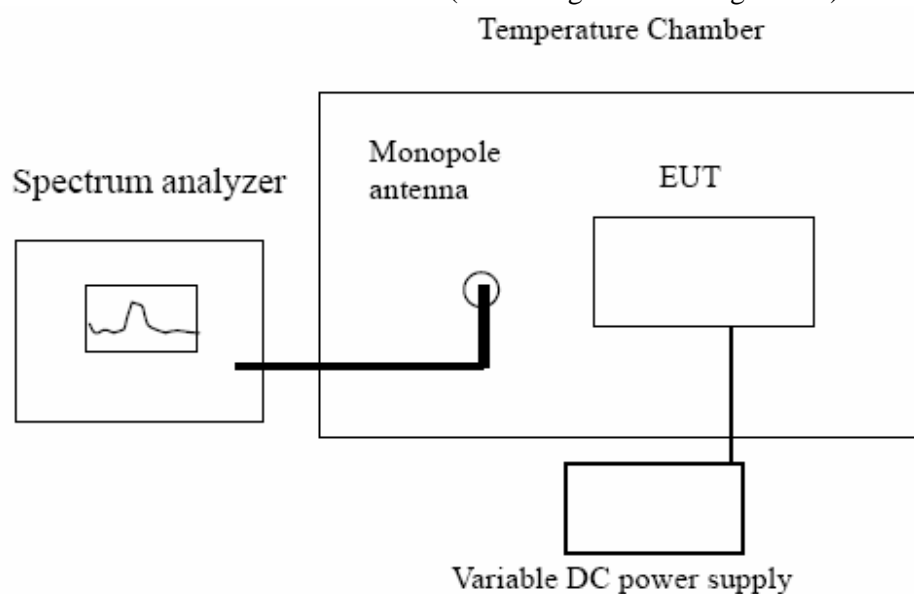 Temperature Chamber
Monopole
antenna
EUT
Spectrum analyzer
Variable DC power supply